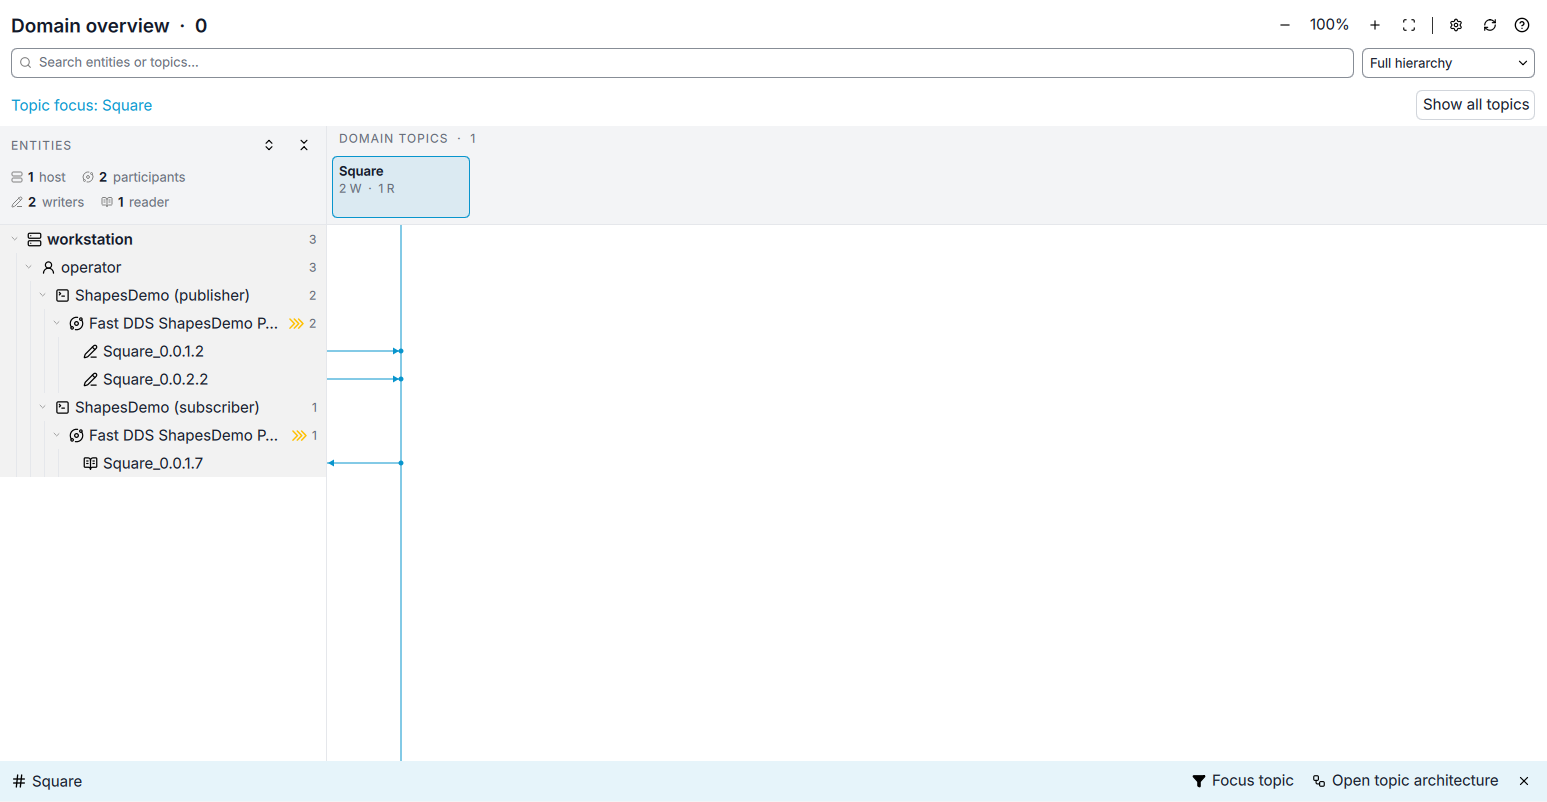 Domain overview · 0
100%
Search entities or topics...
Full hierarchy
Topic focus: Square
Show all topics
ENTITIES
1 host 2 participants
2 writers 1 reader
DOMAIN TOPICS · 1
Square
2 W · 1 R
workstation 3
operator 3
ShapesDemo (publisher) 2
Fast DDS ShapesDemo P... 2
Square_0.0.1.2
Square_0.0.2.2
ShapesDemo (subscriber) 1
Fast DDS ShapesDemo P... 1
Square_0.0.1.7
# Square
Focus topic
Open topic architecture